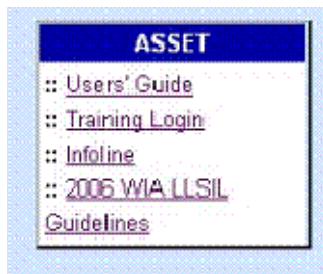 ASSET
:: Users' Guide
:: Training Login
:: Infoline
:: 2006 WIA LLSIL
Guidelines